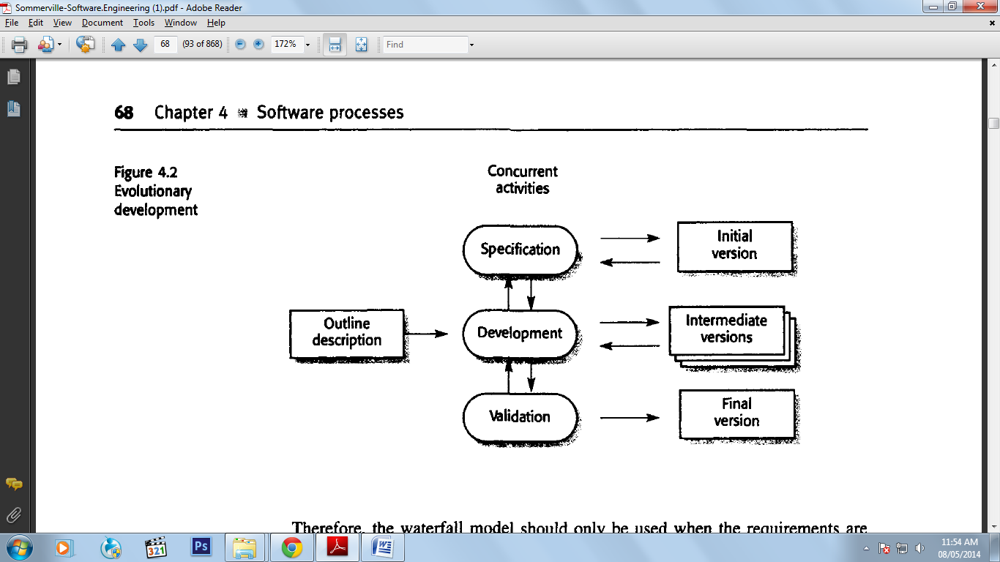 Sommerville-Software.Engineering (1).pdf - Adobe Reader
File Edit View Document Tools Window Help
68 (93 of 868) 172% Find
68 Chapter 4 Software processes
Figure 4.2
Evolutionary
development
Concurrent
activities
Specification
Initial
version
Outline
description
Development
Intermediate
versions
Validation
Final
version
Therefore, the waterfall model should only be used when the requirements are
321
Ps
11:54 AM
08/05/2014